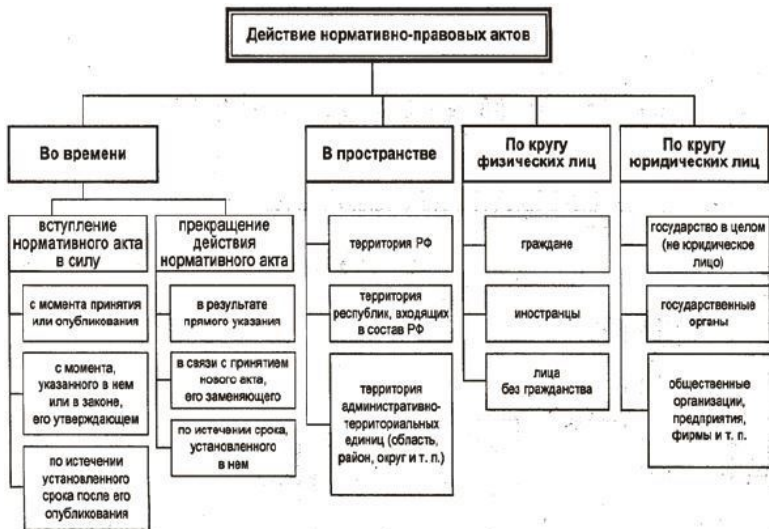 Действие нормативно-правовых актов
Во времени
В пространстве
По кругу
физических лиц
По кругу
юридических лиц
вступление
нормативного акта
в силу
с момента принятия
или опубликования
с момента,
указанного в нем
или в законе,
его утверждающем
по истечении
установленного
срока после его
опубликования
прекращение
действия
нормативного акта
в результате
прямого указания
в связи с принятием
нового акта,
его заменяющего
по истечении срока,
установленного
в нем
территория РФ
территория
республик, входящих
в состав РФ
территория
административно-
территориальных
единиц (область,
район, округ и т. п.)
граждане
иностранцы
лица
без гражданства
государство в целом
(не юридическое
лицо)
государственные
органы
общественные
организации,
предприятия,
фирмы и т. п.